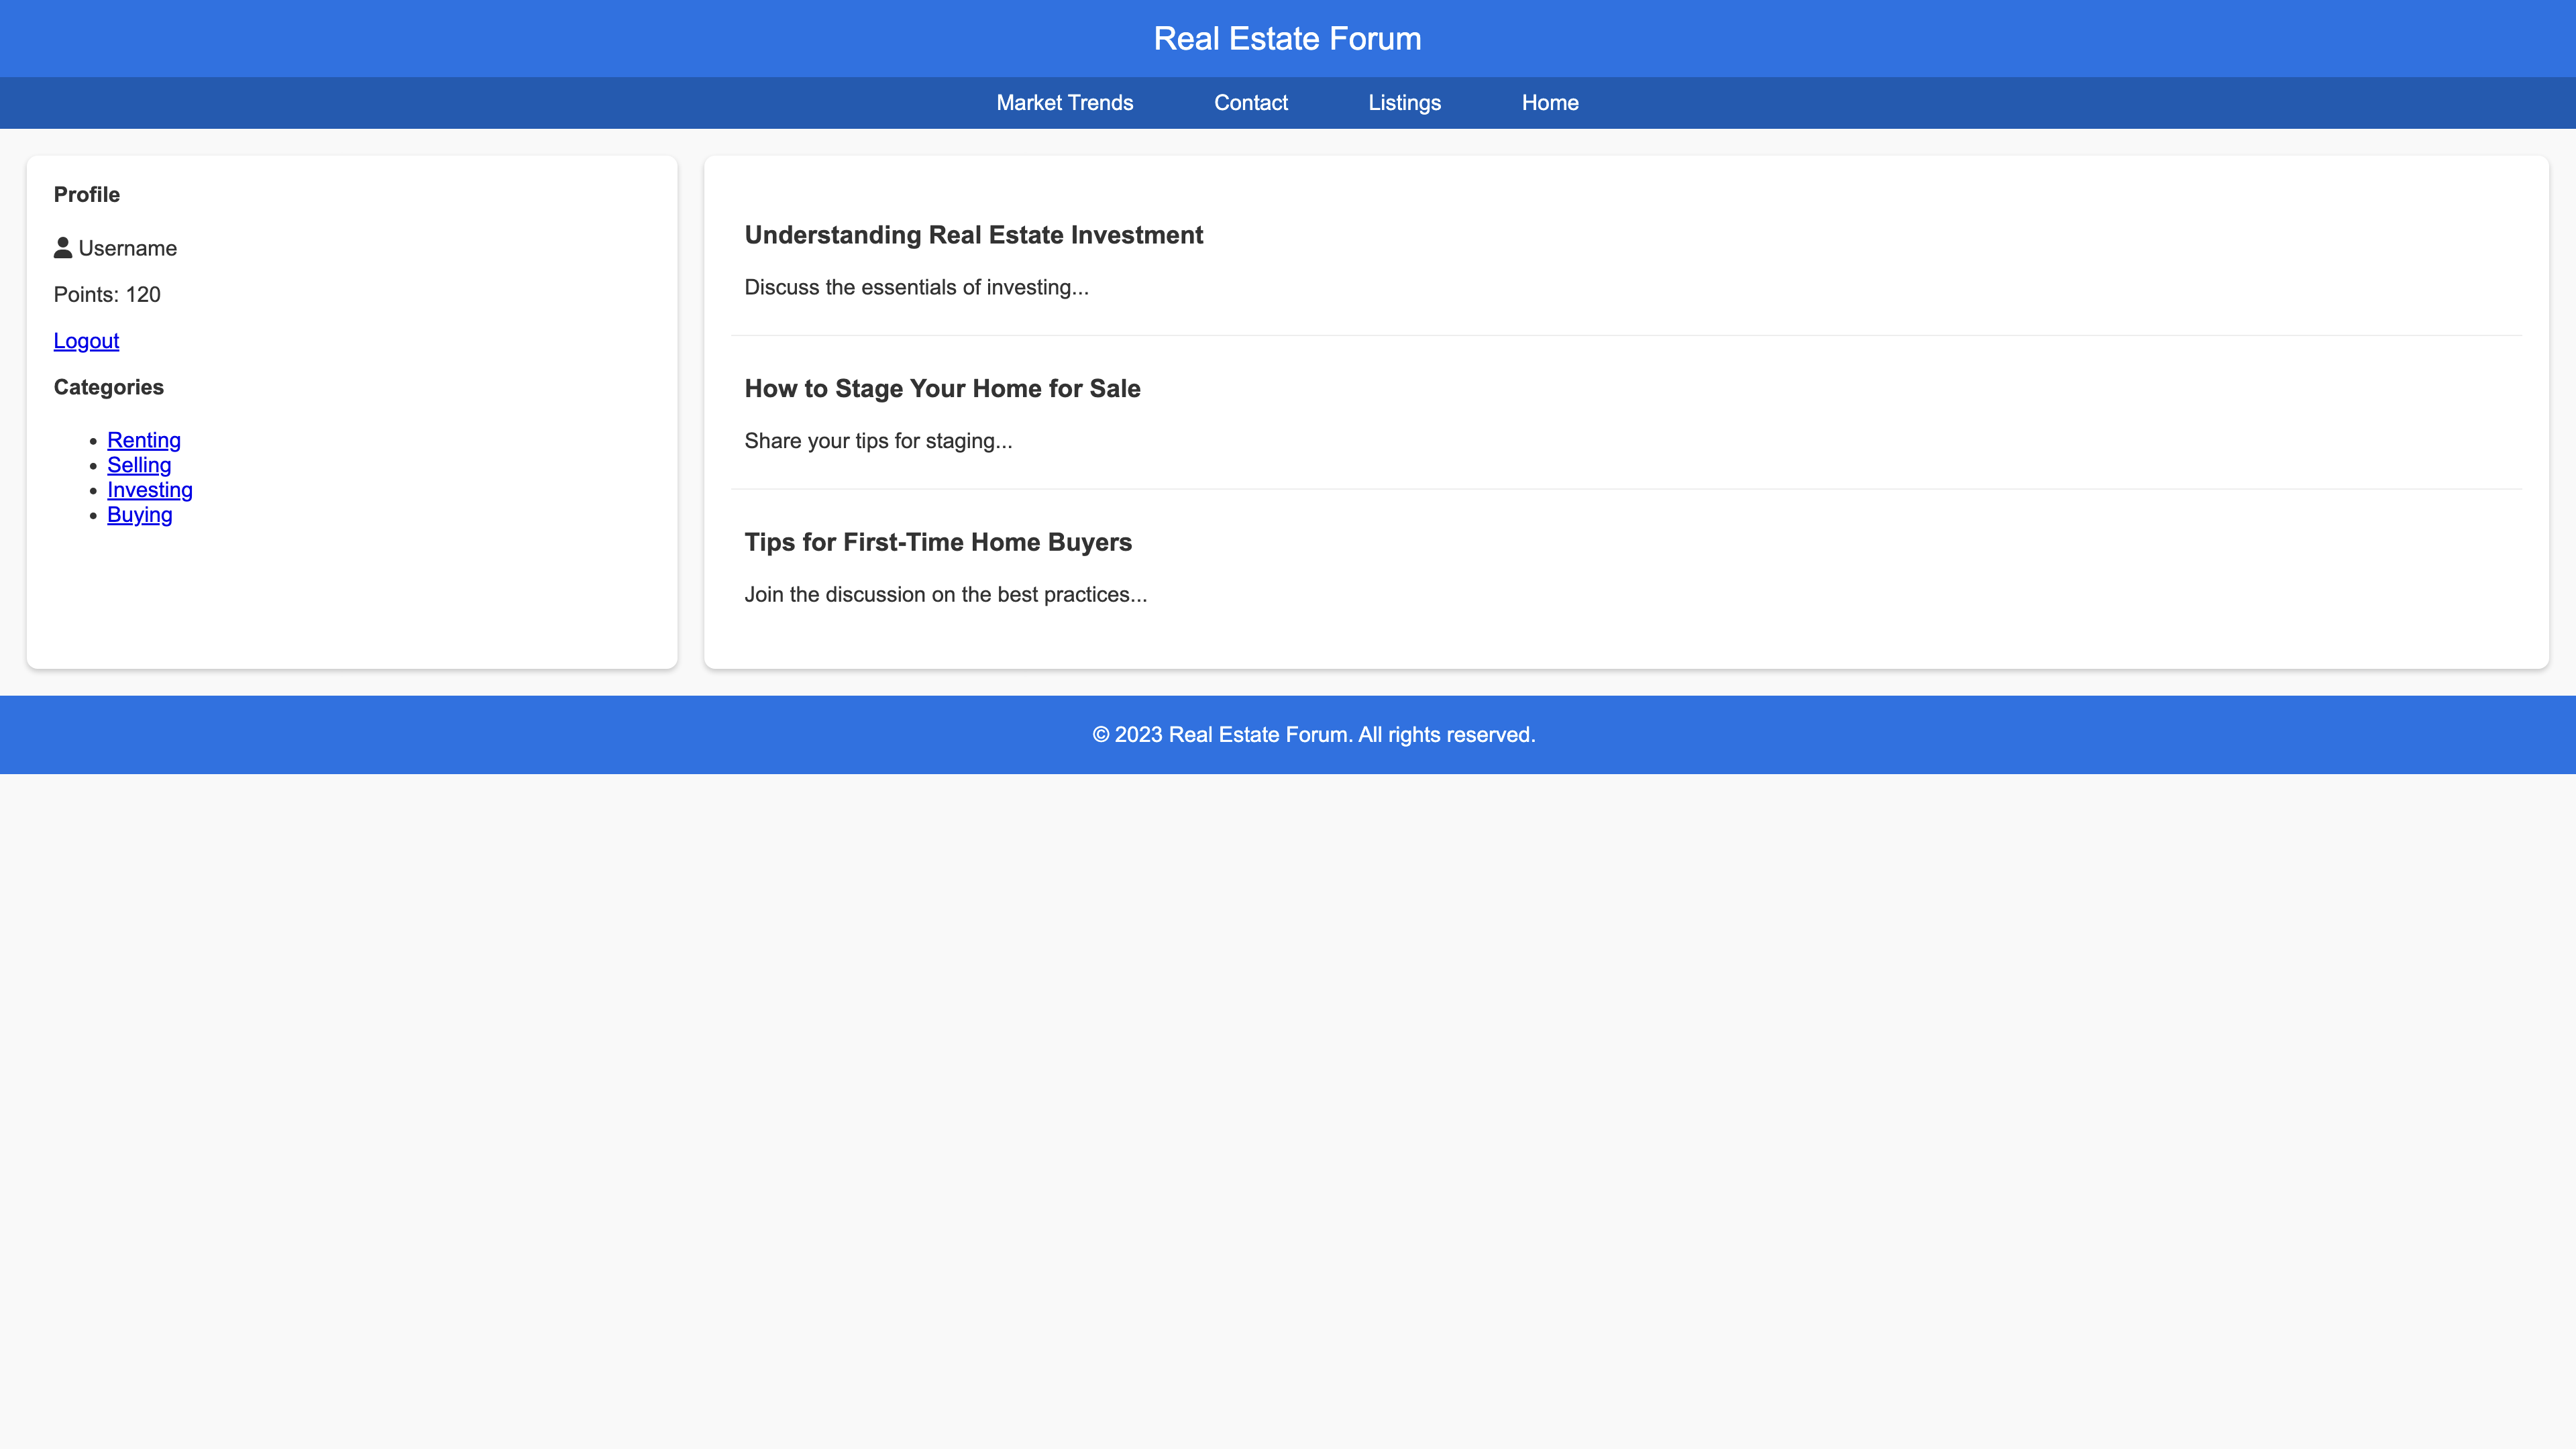 Real Estate Forum
Market Trends Contact Listings Home
Profile
Username
Points: 120
Logout
Categories
Renting
Selling
Investing
Buying
Understanding Real Estate Investment
Discuss the essentials of investing...
How to Stage Your Home for Sale
Share your tips for staging...
Tips for First-Time Home Buyers
Join the discussion on the best practices...
© 2023 Real Estate Forum. All rights reserved.